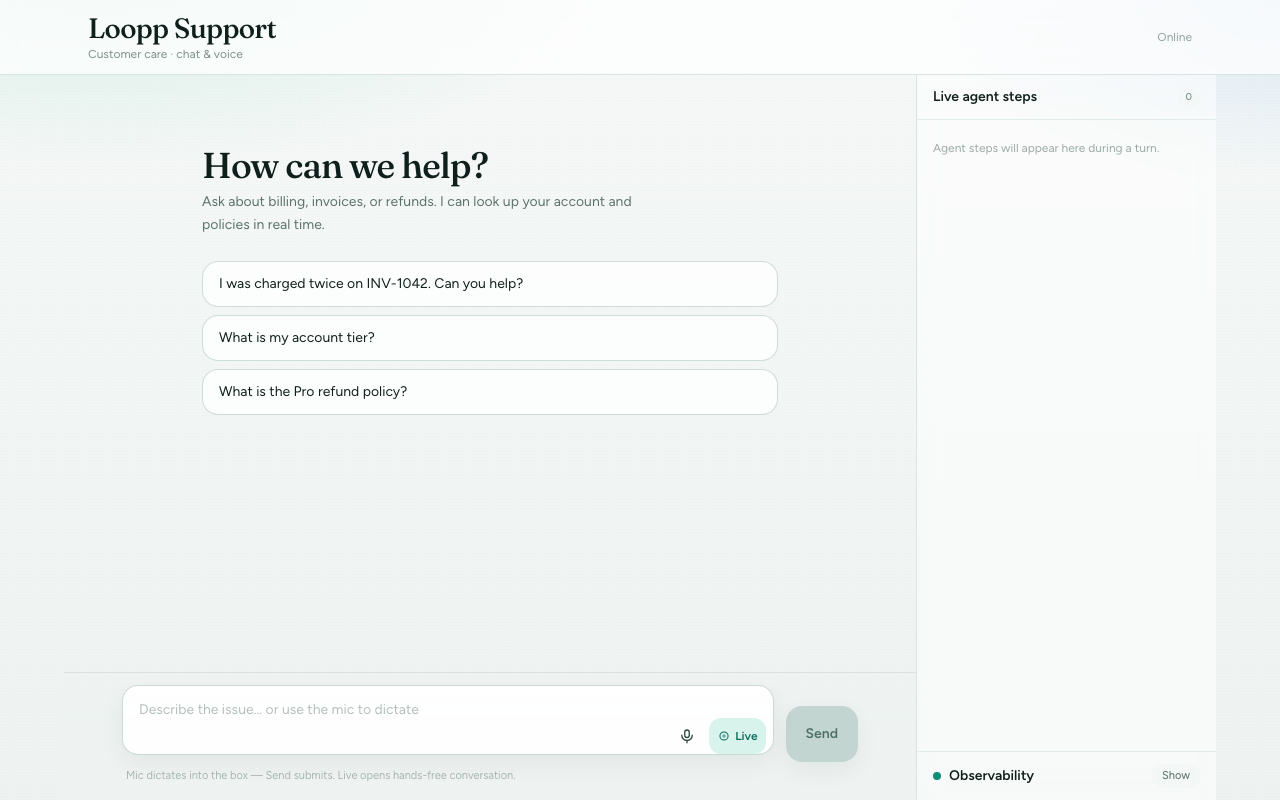 Loopp Support
Customer care · chat & voice
Online
How can we help?
Ask about billing, invoices, or refunds. I can look up your account and
policies in real time.
I was charged twice on INV-1042. Can you help?
What is my account tier?
What is the Pro refund policy?
Describe the issue... or use the mic to dictate
Live
Send
Mic dictates into the box — Send submits. Live opens hands-free conversation.
Live agent steps
0
Agent steps will appear here during a turn.
Observability
Show